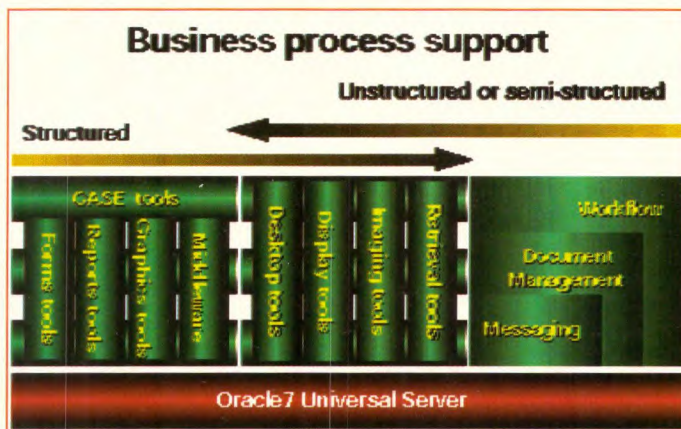 Business process support
Unstructured or semi-structured
Structured
CASE tools
Forms tools
Reports tools
Graphics tools
Middleware
Desktop tools
Display tools
Imaging tools
Retrieval tools
Workflow
Document
Management
Messaging
Oracle7 Universal Server